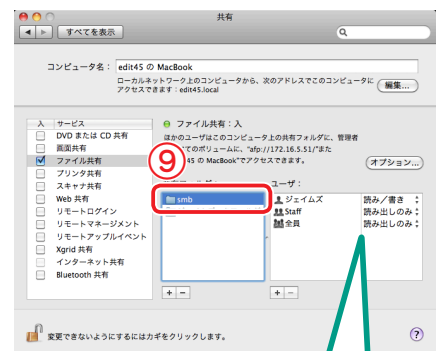 共有
すべてを表示
コンピュータ名： edit45 の MacBook
ローカルネットワーク上のコンピュータから、次のアドレスでこのコンピュータに
アクセスできます：edit45.local
編集...
入 サービス
DVD または CD 共有
画面共有
ファイル共有
プリンタ共有
スキャナ共有
Web 共有
リモートログイン
リモートマネージメント
リモートアップルイベント
Xgrid 共有
インターネット共有
Bluetooth 共有
ファイル共有：入
ほかのユーザはこのコンピュータ上の共有フォルダに、管理者
てのボリュームに、"afp://172.16.5.51/"また
45 の MacBook"でアクセスできます。
オプション...
⑨
ユーザ：
smb
ジェイムズ 読み／書き
Staff 読み出しのみ
全員 読み出しのみ
+ −
+ −
変更できないようにするにはカギをクリックします。
?